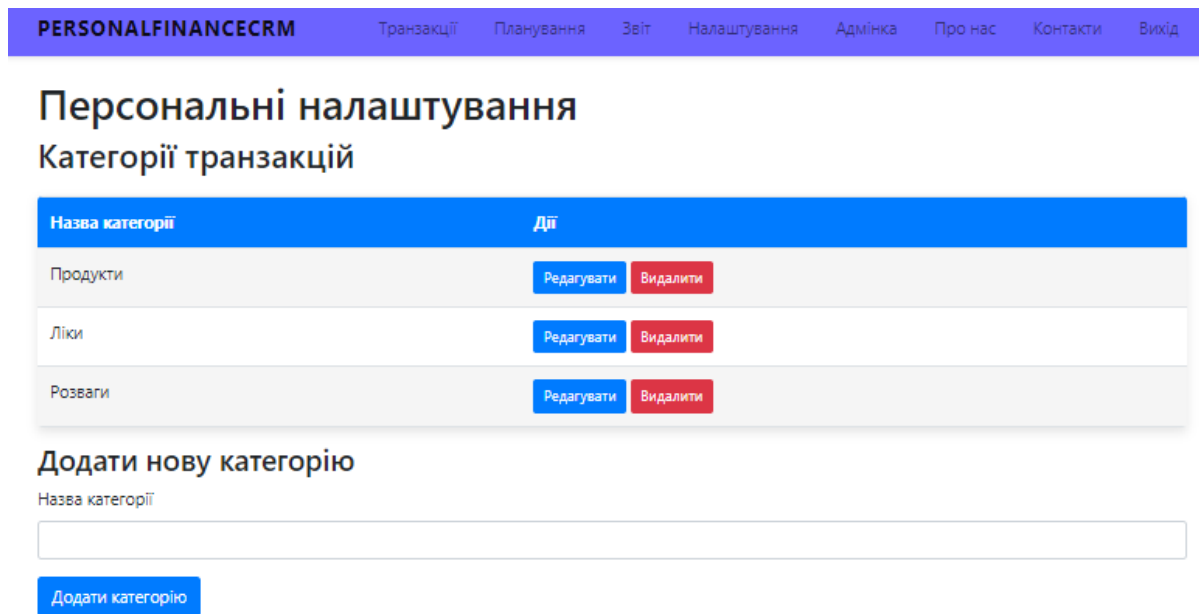 PERSONALFINANCECRM Транзакції Планування Звіт Налаштування Адмінка Про нас Контакти Вихід
Персональні налаштування
Категорії транзакцій
Назва категорії Дії
Продукти Редагувати Видалити
Ліки Редагувати Видалити
Розваги Редагувати Видалити
Додати нову категорію
Назва категорії
Додати категорію